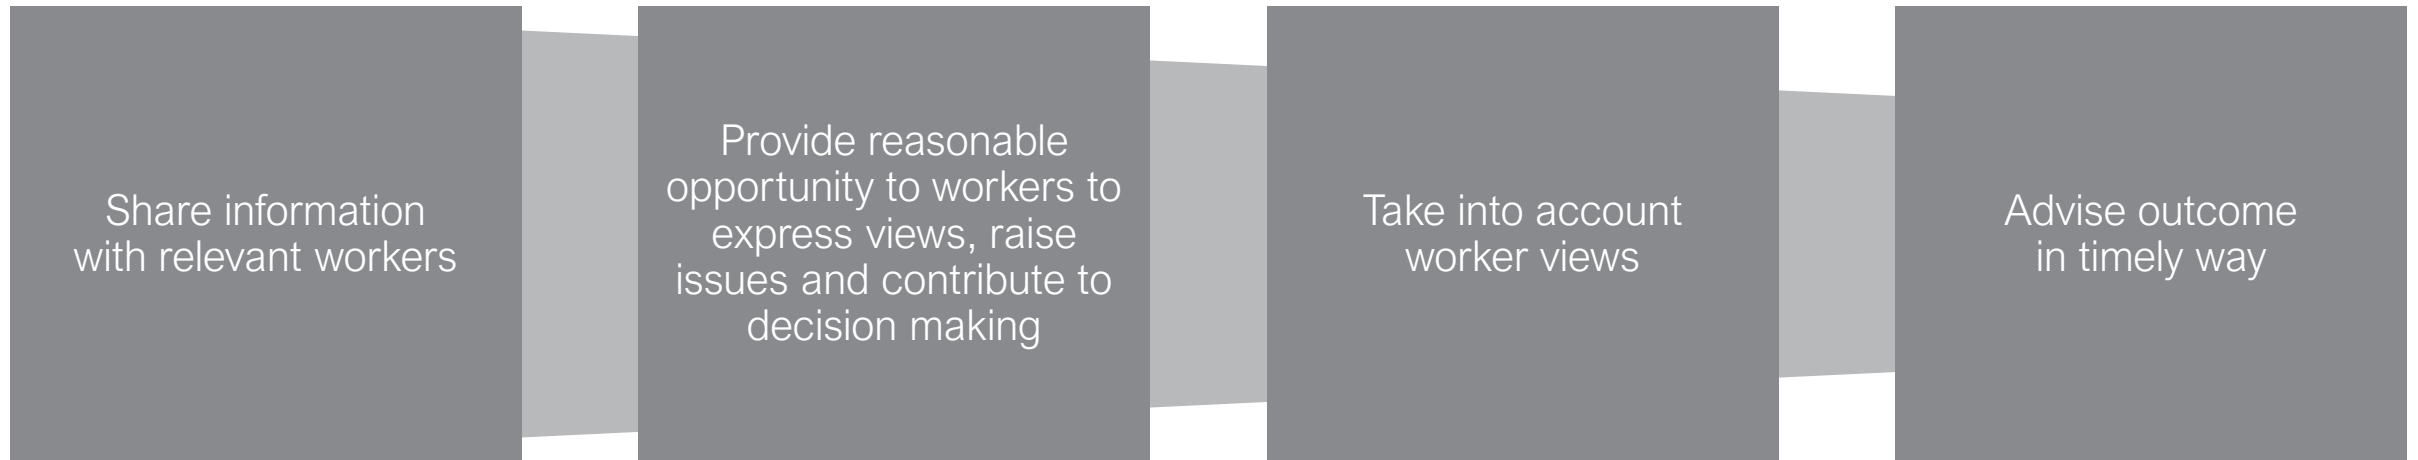 Share information
with relevant workers
Provide reasonable
opportunity to workers to
express views, raise
issues and contribute to
decision making
Take into account
worker views
Advise outcome
in timely way